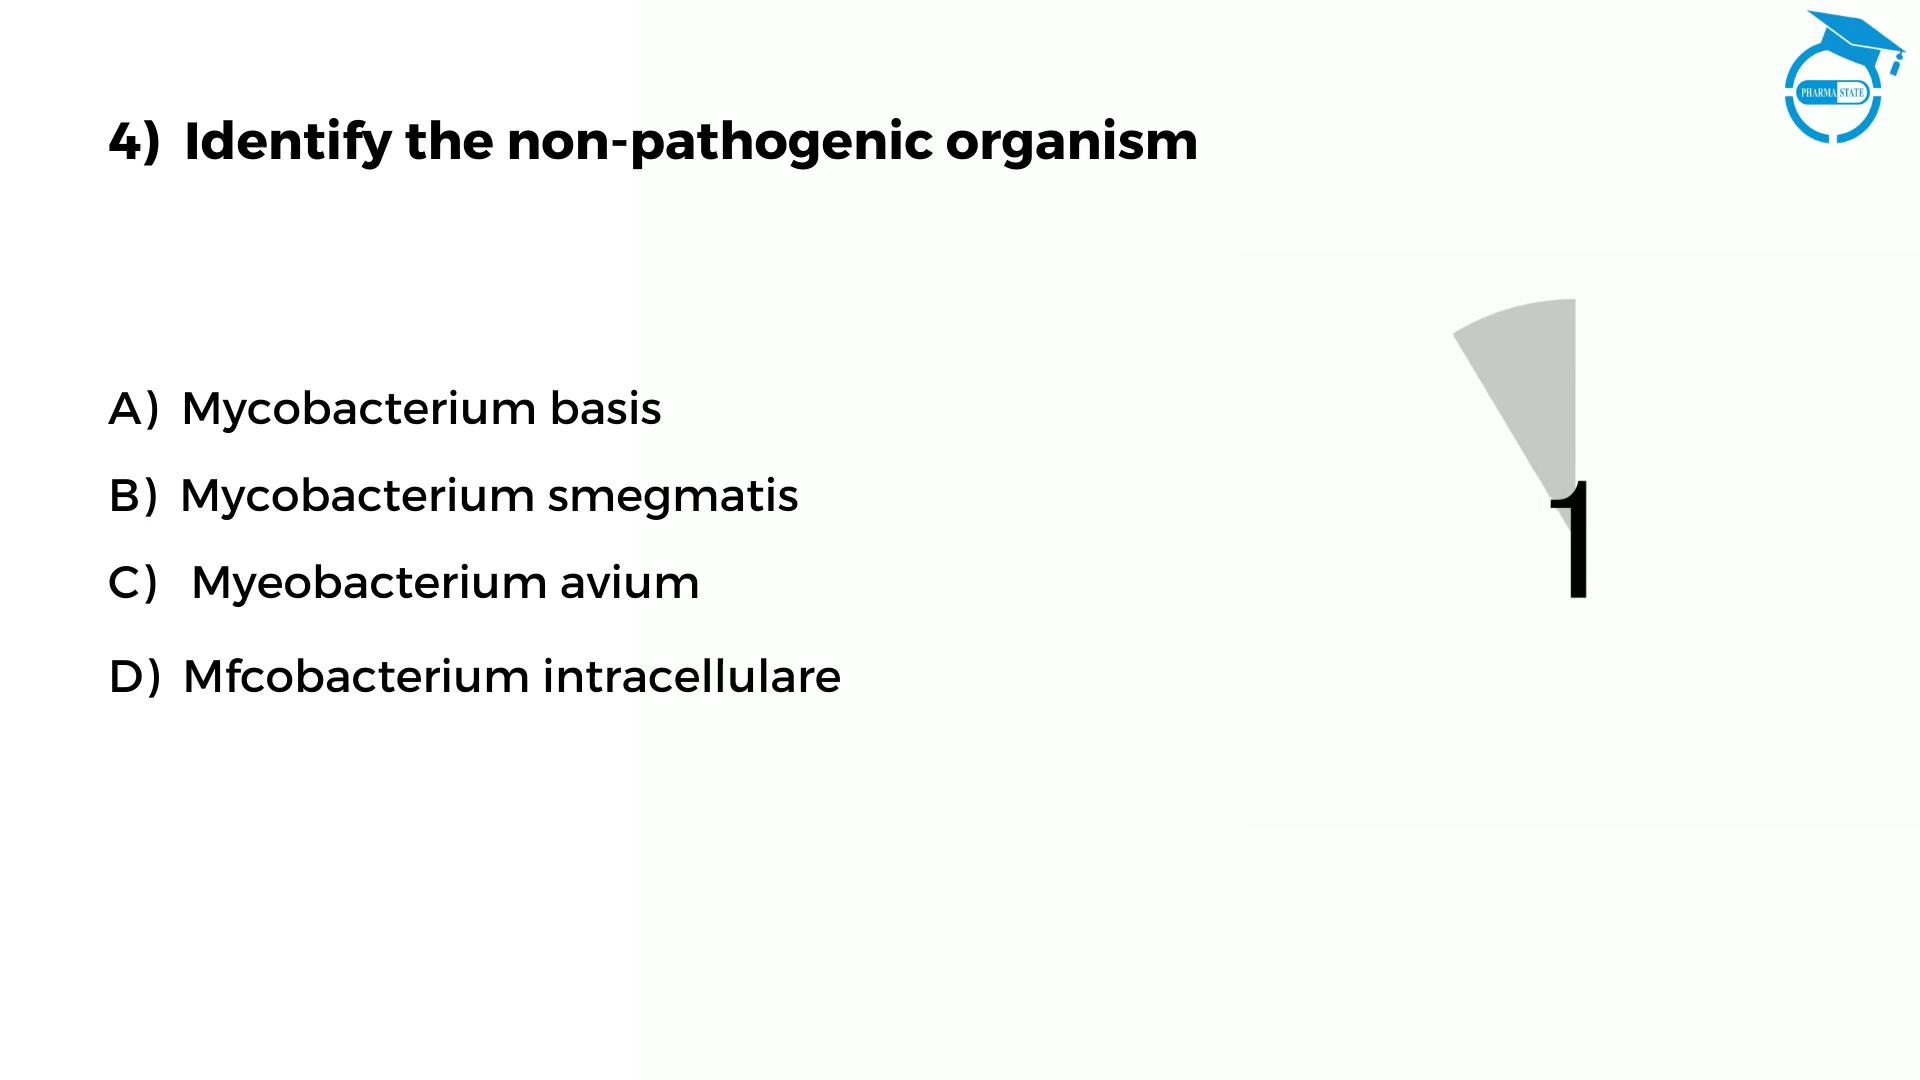 PHARMA STATE
4) Identify the non-pathogenic organism
A) Mycobacterium basis
B) Mycobacterium smegmatis
C) Myeobacterium avium
D) Mfcobacterium intracellulare
1